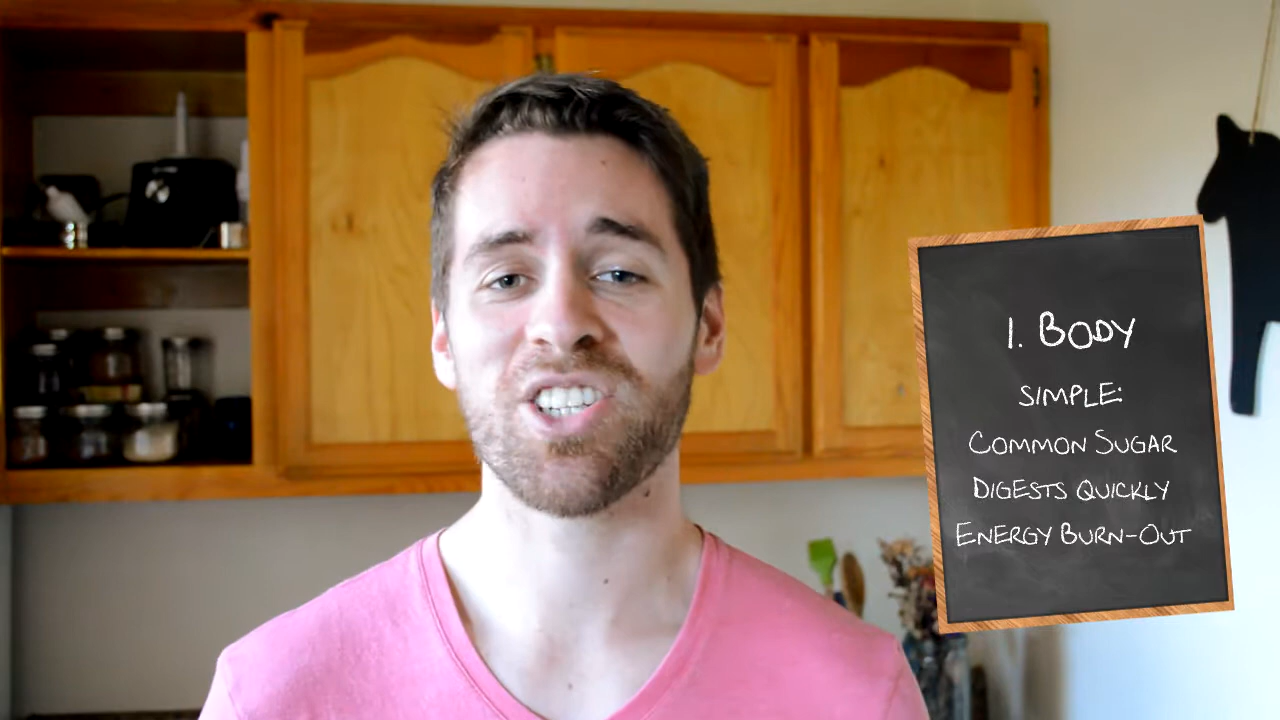 1. BODY
SIMPLE:
COMMON SUGAR
DIGESTS QUICKLY
ENERGY BURN-OUT